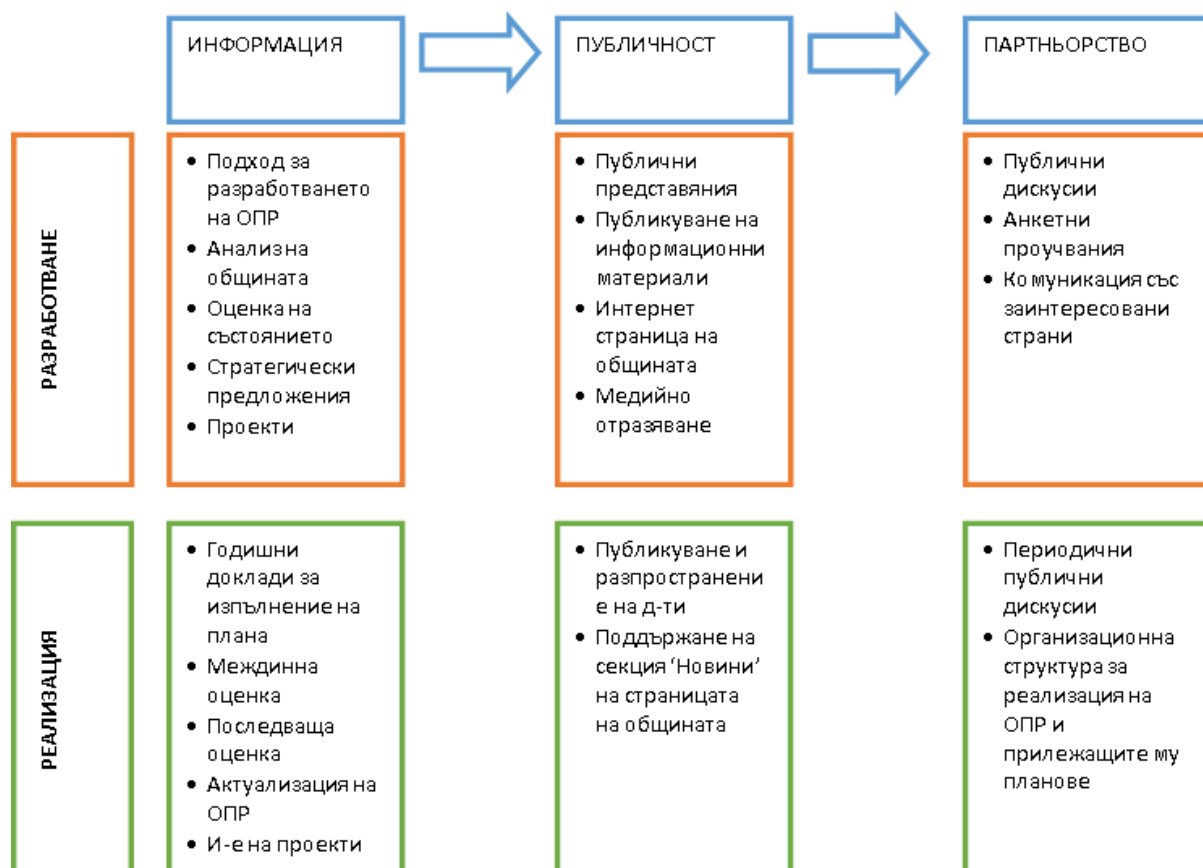 ИНФОРМАЦИЯ
ПУБЛИЧНОСТ
ПАРТНЬОРСТВО
РАЗРАБОТВАНЕ
• Подход за
разработването
на ОПР
• Анализ на
общината
• Оценка на
състоянието
• Стратегически
предложения
• Проекти
• Публични
представяния
• Публикуване на
информационни
материали
• Интернет
страница на
общината
• Медийно
отразяване
• Публични
дискусии
• Анкетни
проучвания
• Комуникация със
заинтересовани
страни
РЕАЛИЗАЦИЯ
• Годишни
доклади за
изпълнение на
плана
• Междинна
оценка
• Последваща
оценка
• Актуализация на
ОПР
• И-е на проекти
• Публикуване и
разпространени
е на д-ти
• Поддържане на
секция ‘Новини’
на страницата
на общината
• Периодични
публични
дискусии
• Организационна
структура за
реализация на
ОПР и
прилежащите му
планове